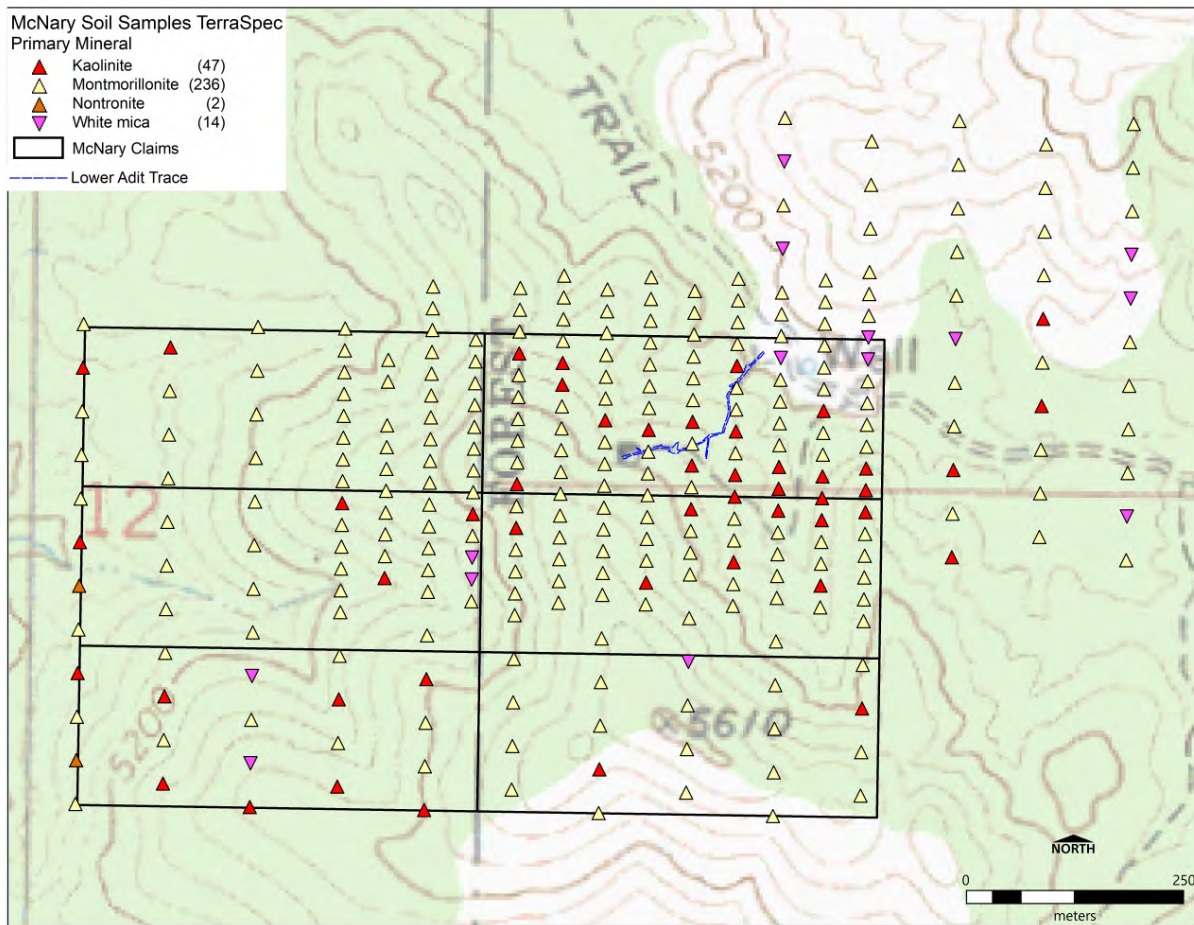 McNary Soil Samples TerraSpec
Primary Mineral
Kaolinite (47)
Montmorillonite (236)
Nontronite (2)
White mica (14)
McNary Claims
Lower Adit Trace
TRAIL
5200
Well
12
5200
5610
NORTH
0 250
meters